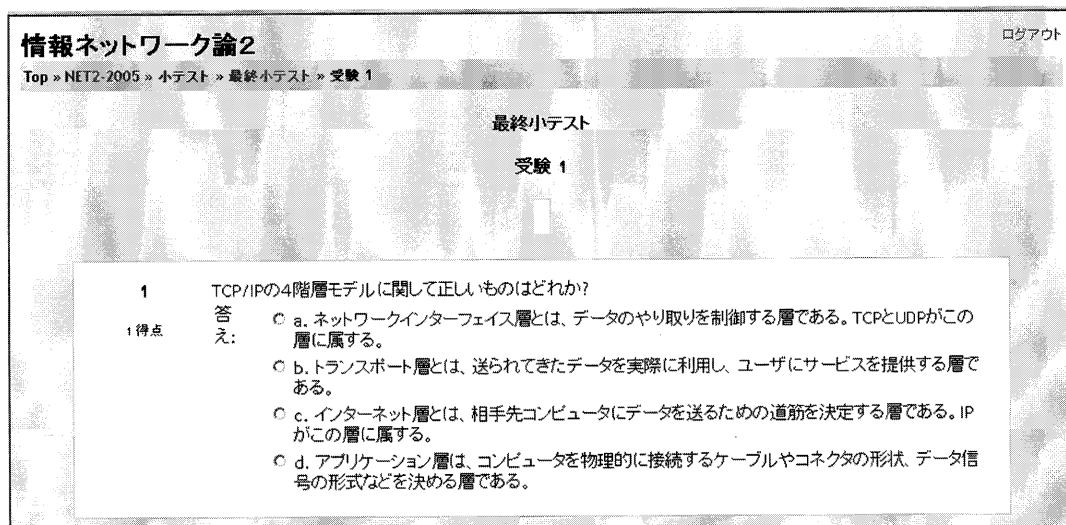 情報ネットワーク論2
ログアウト
Top » NET2-2005 » 小テスト » 最終小テスト » 受験 1
最終小テスト
受験 1
1
TCP/IPの4階層モデルに関して正しいものはどれか?
1 得点
答え:
a. ネットワークインターフェイス層とは、データのやり取りを制御する層である。TCPとUDPがこの
層に属する。
b. トランスポート層とは、送られてきたデータを実際に利用し、ユーザにサービスを提供する層で
ある。
c. インターネット層とは、相手先コンピュータにデータを送るための道筋を決定する層である。IP
がこの層に属する。
d. アプリケーション層は、コンピュータを物理的に接続するケーブルやコネクタの形状、データ信
号の形式などを決める層である。